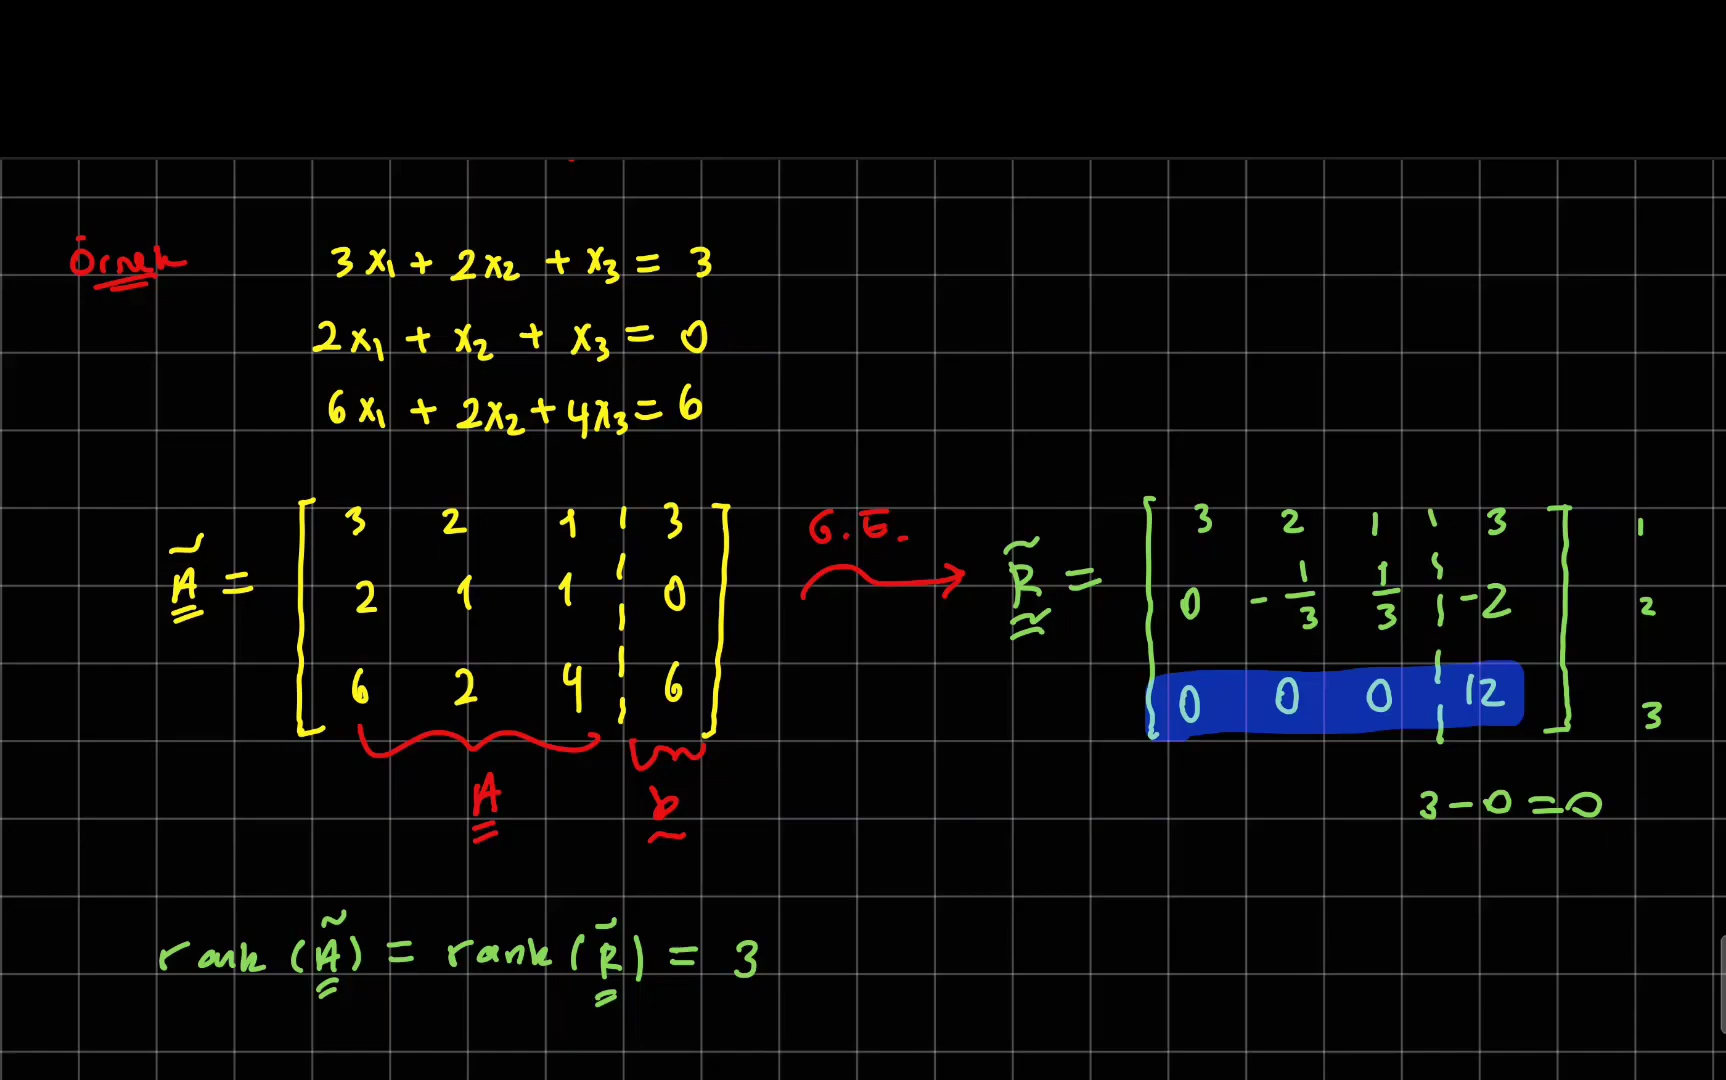 Örnek
3x₁ + 2x₂ + x₃ = 3
2x₁ + x₂ + x₃ = 0
6x₁ + 2x₂ + 4x₃ = 6
Ã = [ 3 2 1 ¦ 3 ; 2 1 1 ¦ 0 ; 6 2 4 ¦ 6 ]
A b
G.E.
R̃ = [ 3 2 1 ¦ 3 ; 0 -1/3 1/3 ¦ -2 ; 0 0 0 ¦ 12 ]
1
2
3
3 - 0 = 0
rank (Ã) = rank (R̃) = 3